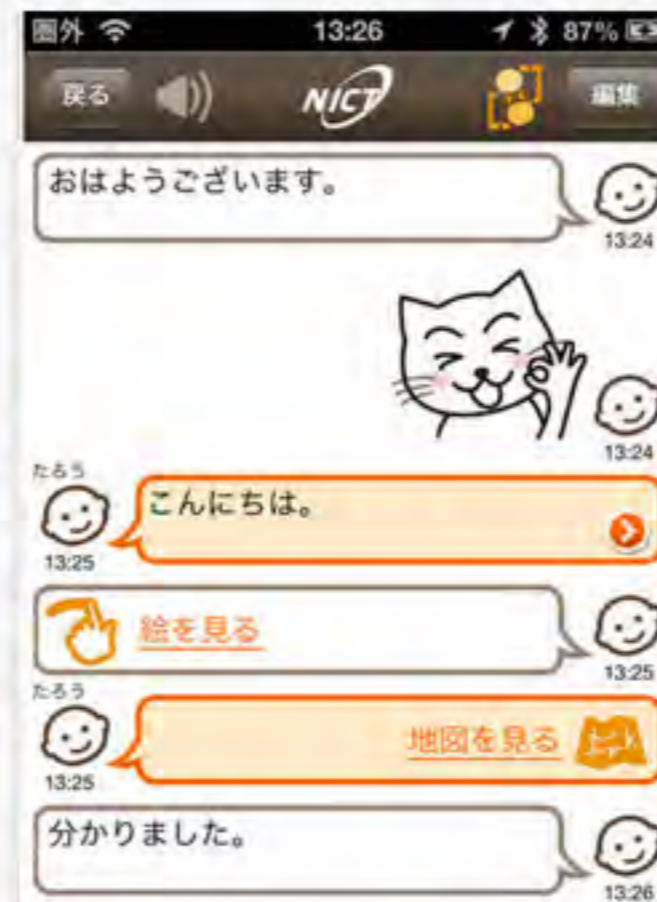 圏外 13:26 87%
戻る NICT 編集
おはようございます。
13:24
13:24
たろう
こんにちは。
13:25
絵を見る
13:25
たろう
地図を見る
13:25
分かりました。
13:26